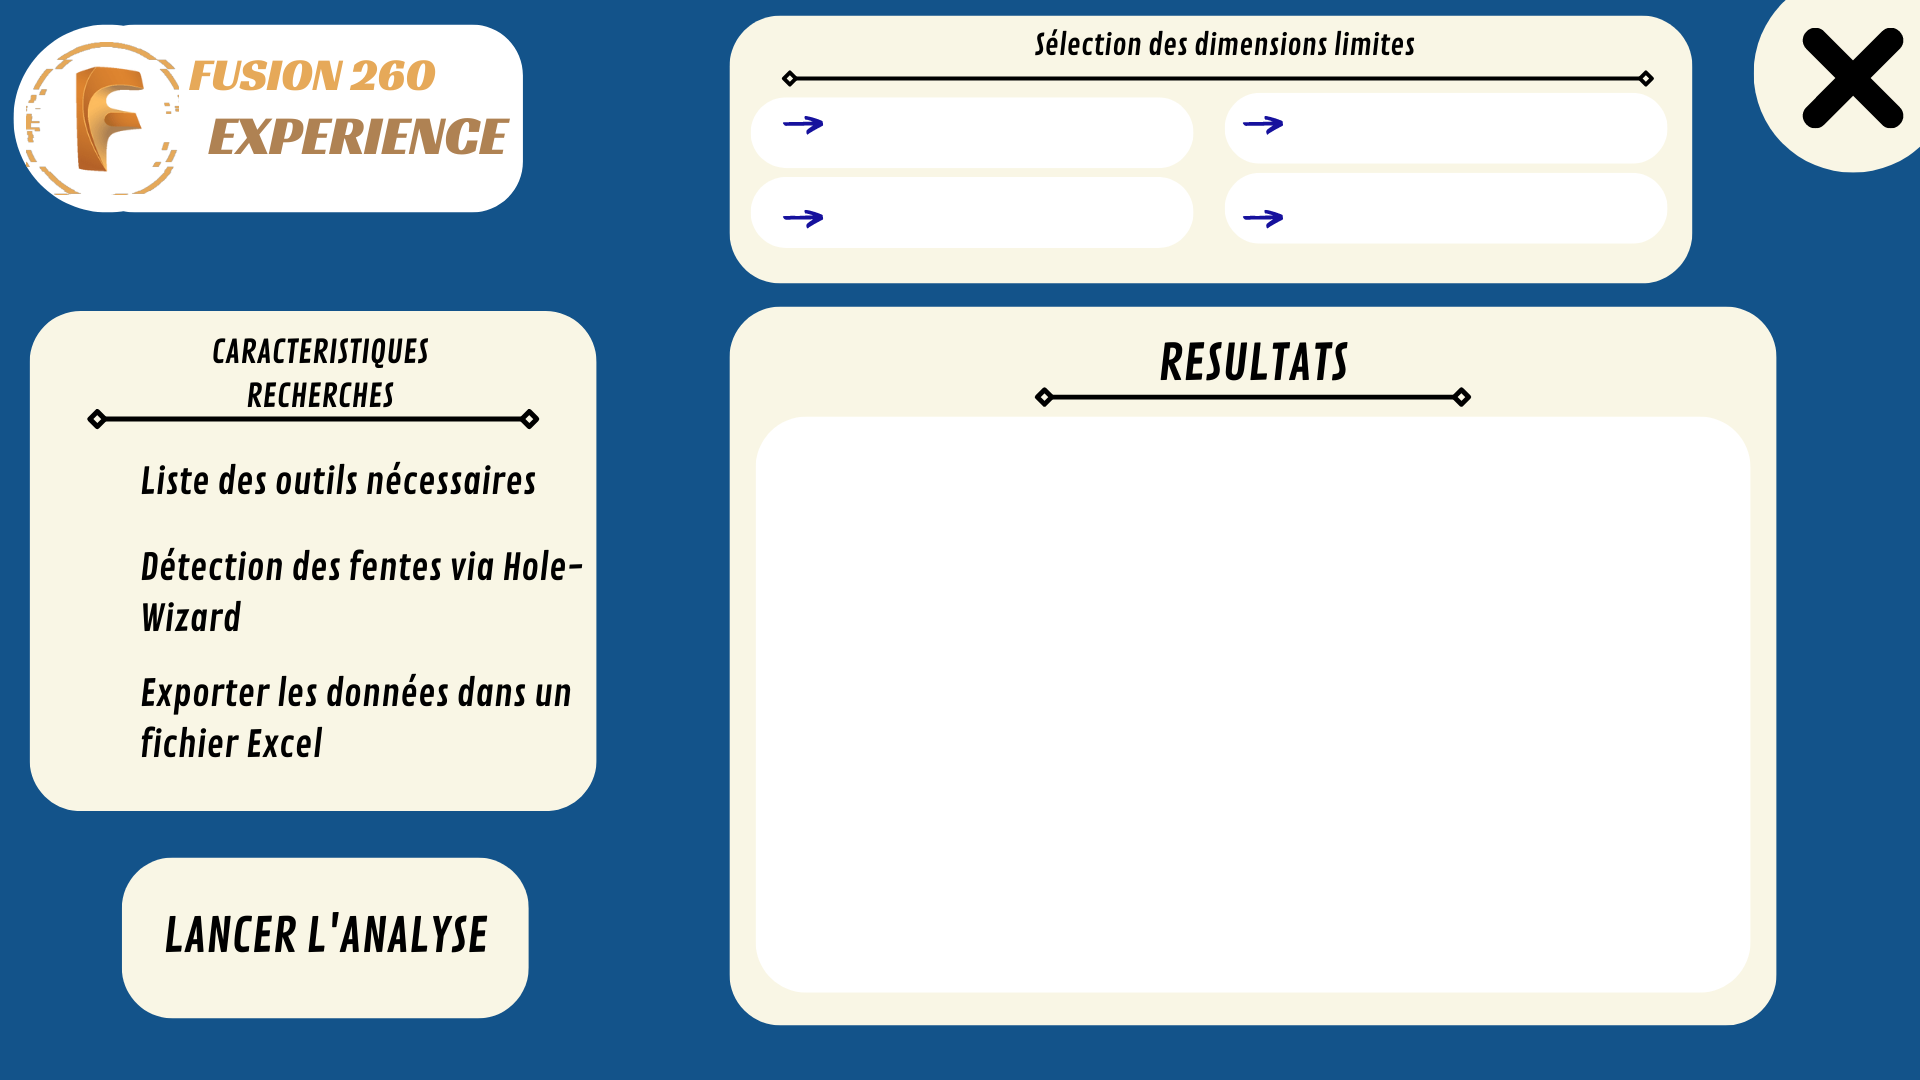 FUSION 260
EXPERIENCE
Sélection des dimensions limites
CARACTERISTIQUES
RECHERCHES
Liste des outils nécessaires
Détection des fentes via Hole-
Wizard
Exporter les données dans un
fichier Excel
LANCER L'ANALYSE
RESULTATS